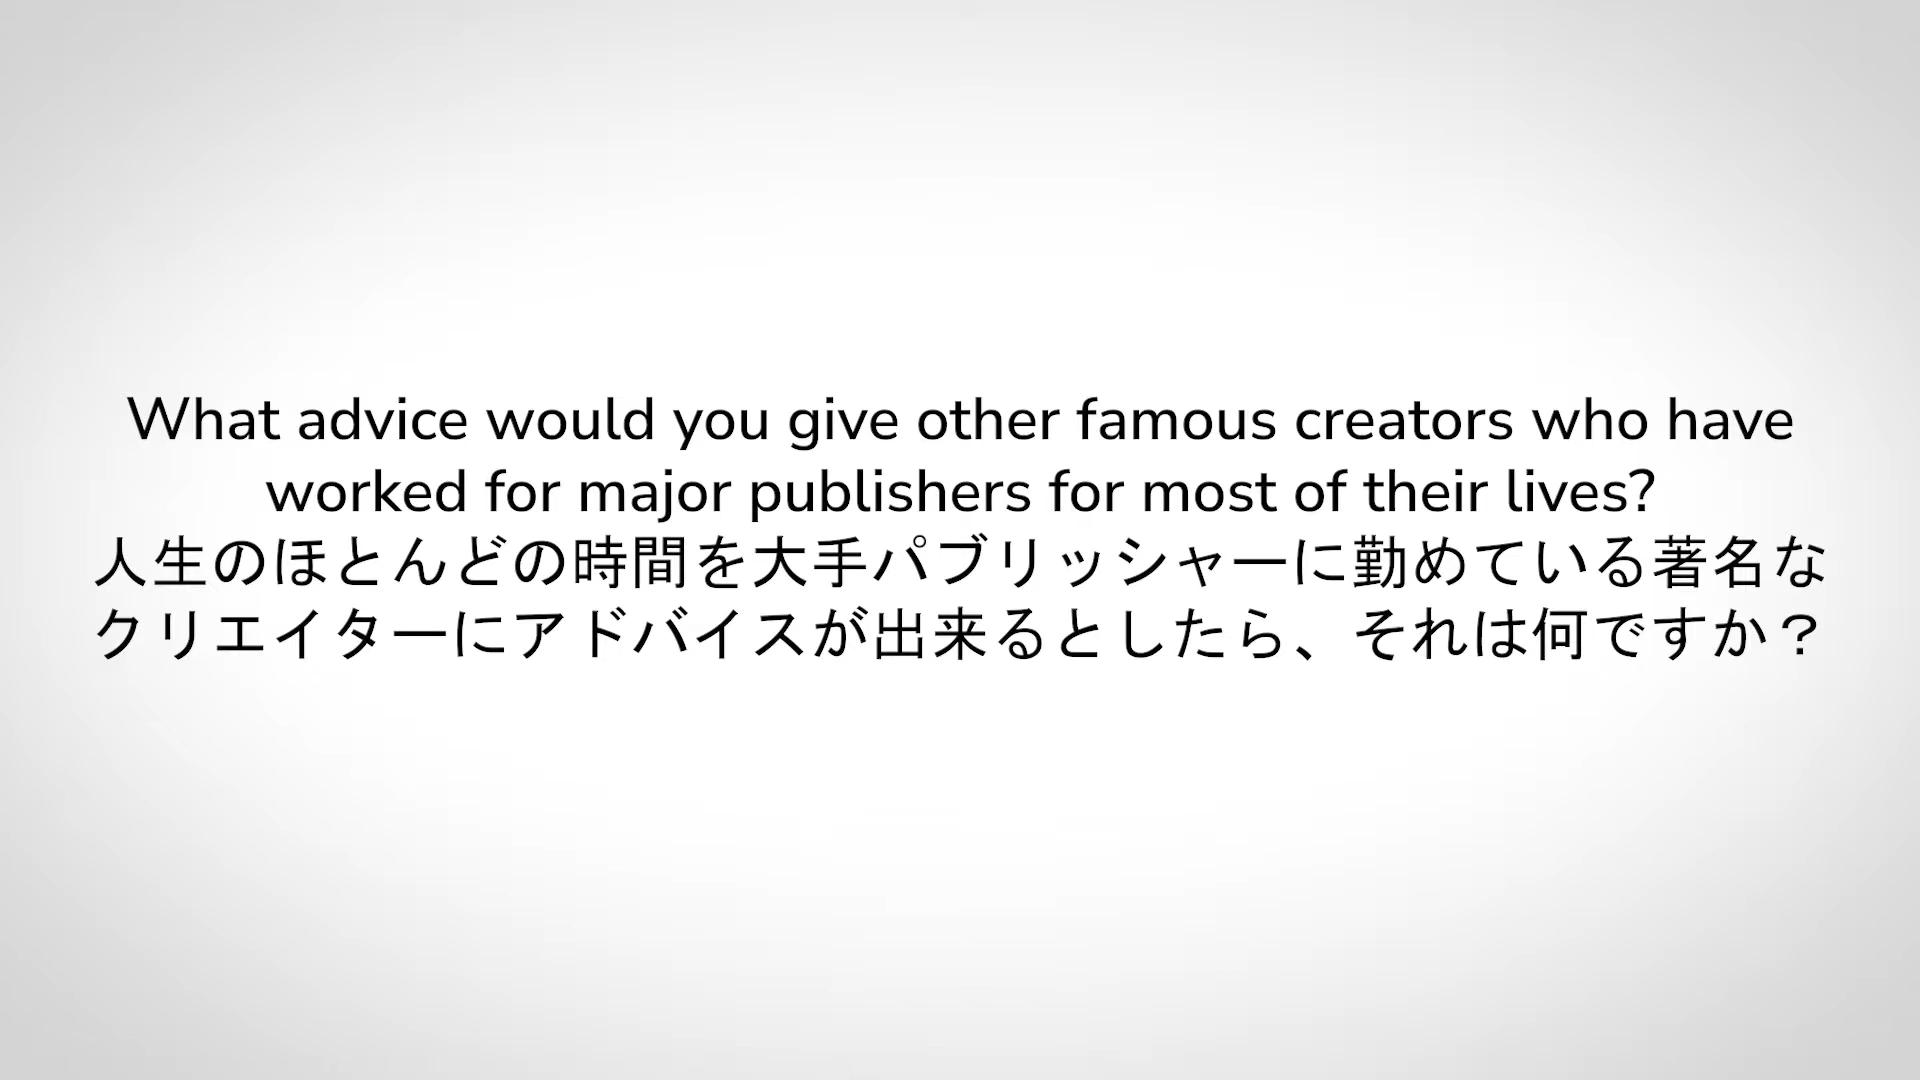 What advice would you give other famous creators who have
worked for major publishers for most of their lives?
人生のほとんどの時間を大手パブリッシャーに勤めている著名な
クリエイターにアドバイスが出来るとしたら、それは何ですか？